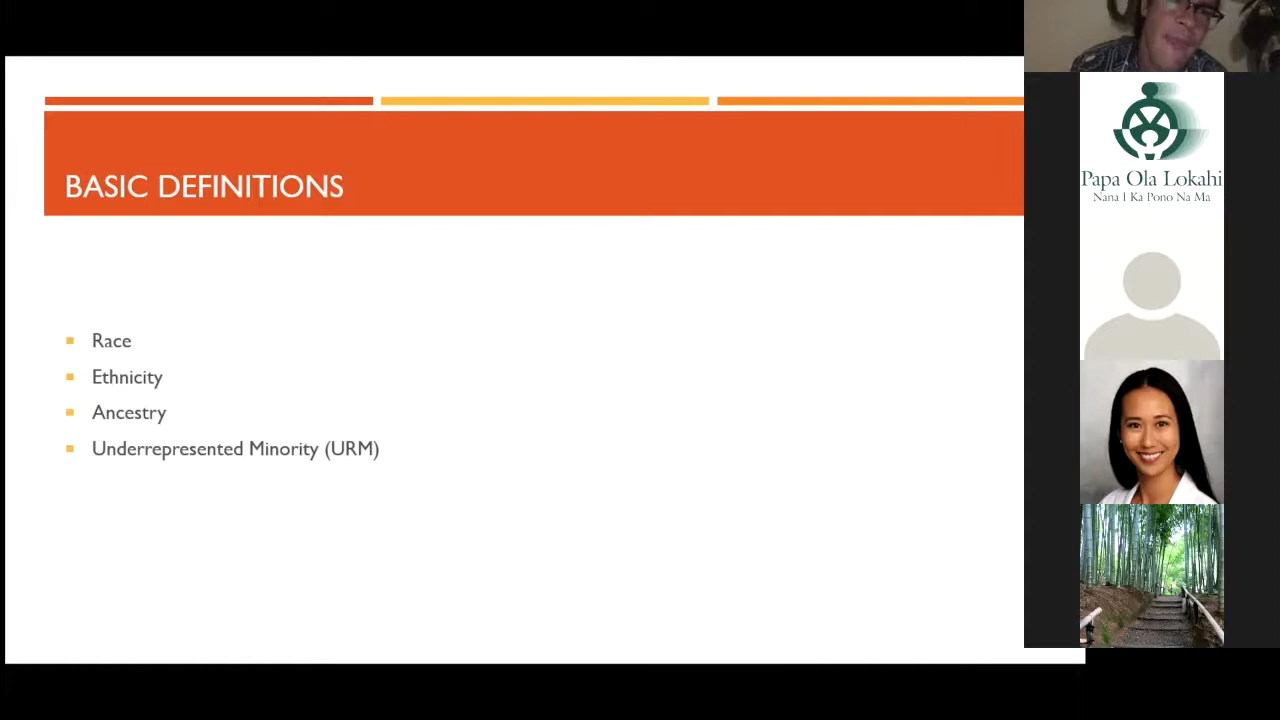 BASIC DEFINITIONS
Race
Ethnicity
Ancestry
Underrepresented Minority (URM)
Papa Ola Lokahi
Nana I Ka Pono Na Ma